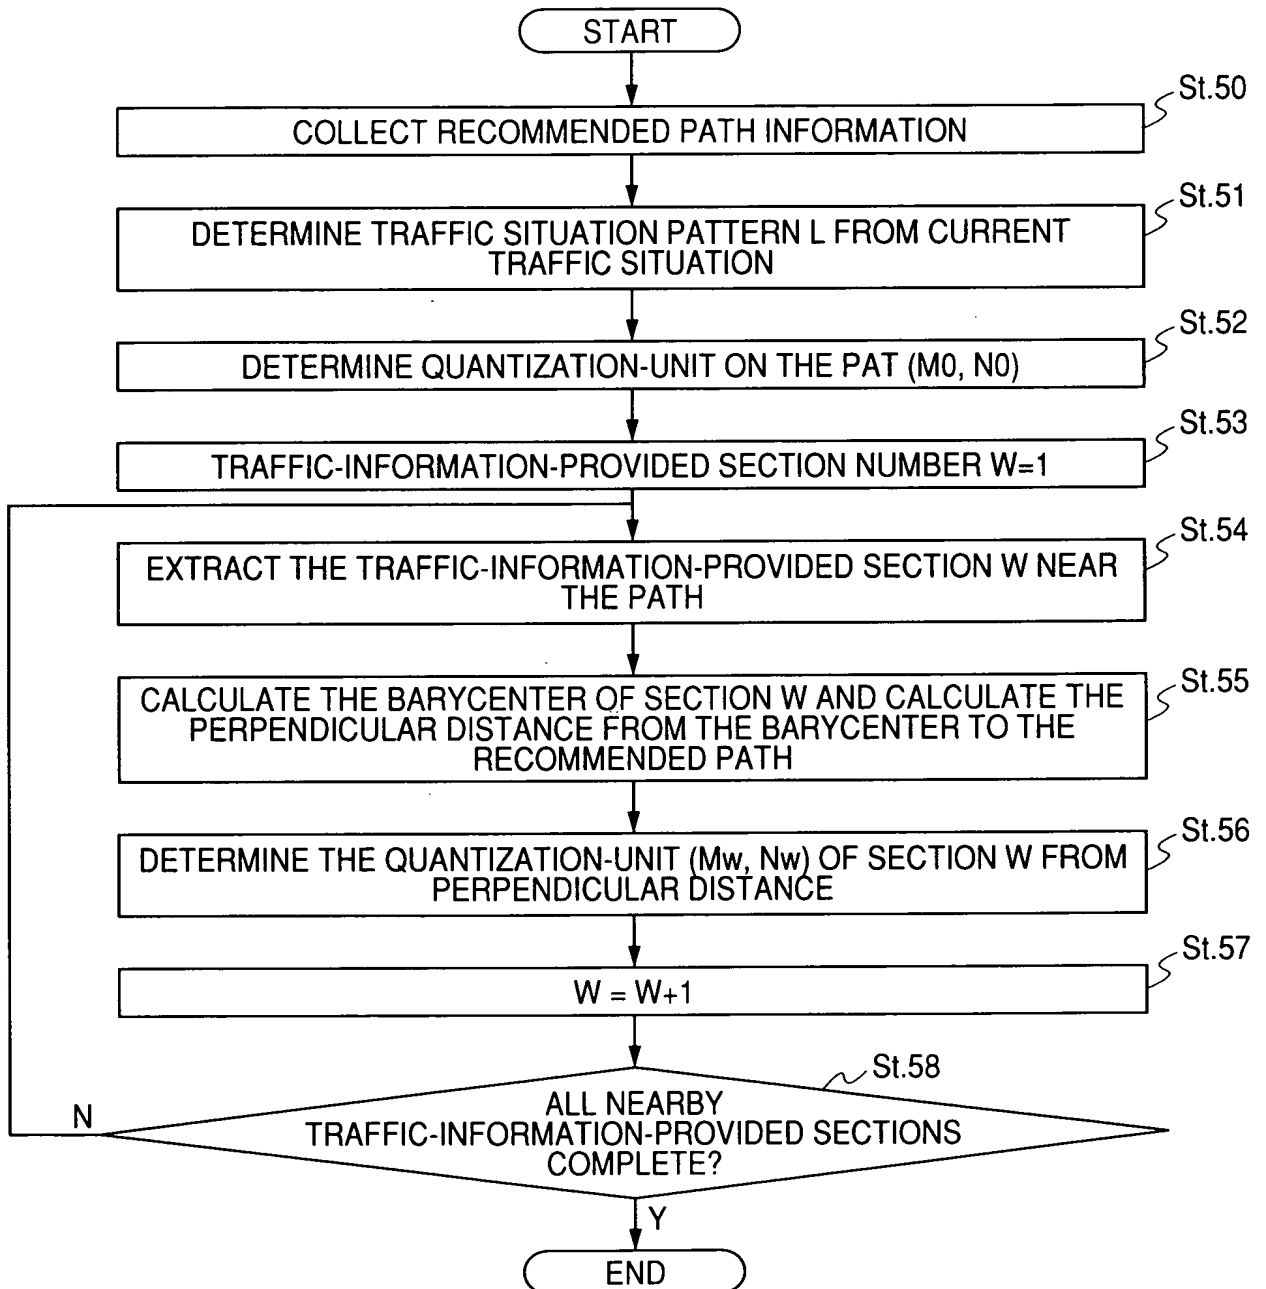 START
St.50
COLLECT RECOMMENDED PATH INFORMATION
St.51
DETERMINE TRAFFIC SITUATION PATTERN L FROM CURRENT
TRAFFIC SITUATION
St.52
DETERMINE QUANTIZATION-UNIT ON THE PAT (M0, N0)
St.53
TRAFFIC-INFORMATION-PROVIDED SECTION NUMBER W=1
St.54
EXTRACT THE TRAFFIC-INFORMATION-PROVIDED SECTION W NEAR
THE PATH
St.55
CALCULATE THE BARYCENTER OF SECTION W AND CALCULATE THE
PERPENDICULAR DISTANCE FROM THE BARYCENTER TO THE
RECOMMENDED PATH
St.56
DETERMINE THE QUANTIZATION-UNIT (Mw, Nw) OF SECTION W FROM
PERPENDICULAR DISTANCE
St.57
W = W+1
St.58
N
ALL NEARBY
TRAFFIC-INFORMATION-PROVIDED SECTIONS
COMPLETE?
Y
END